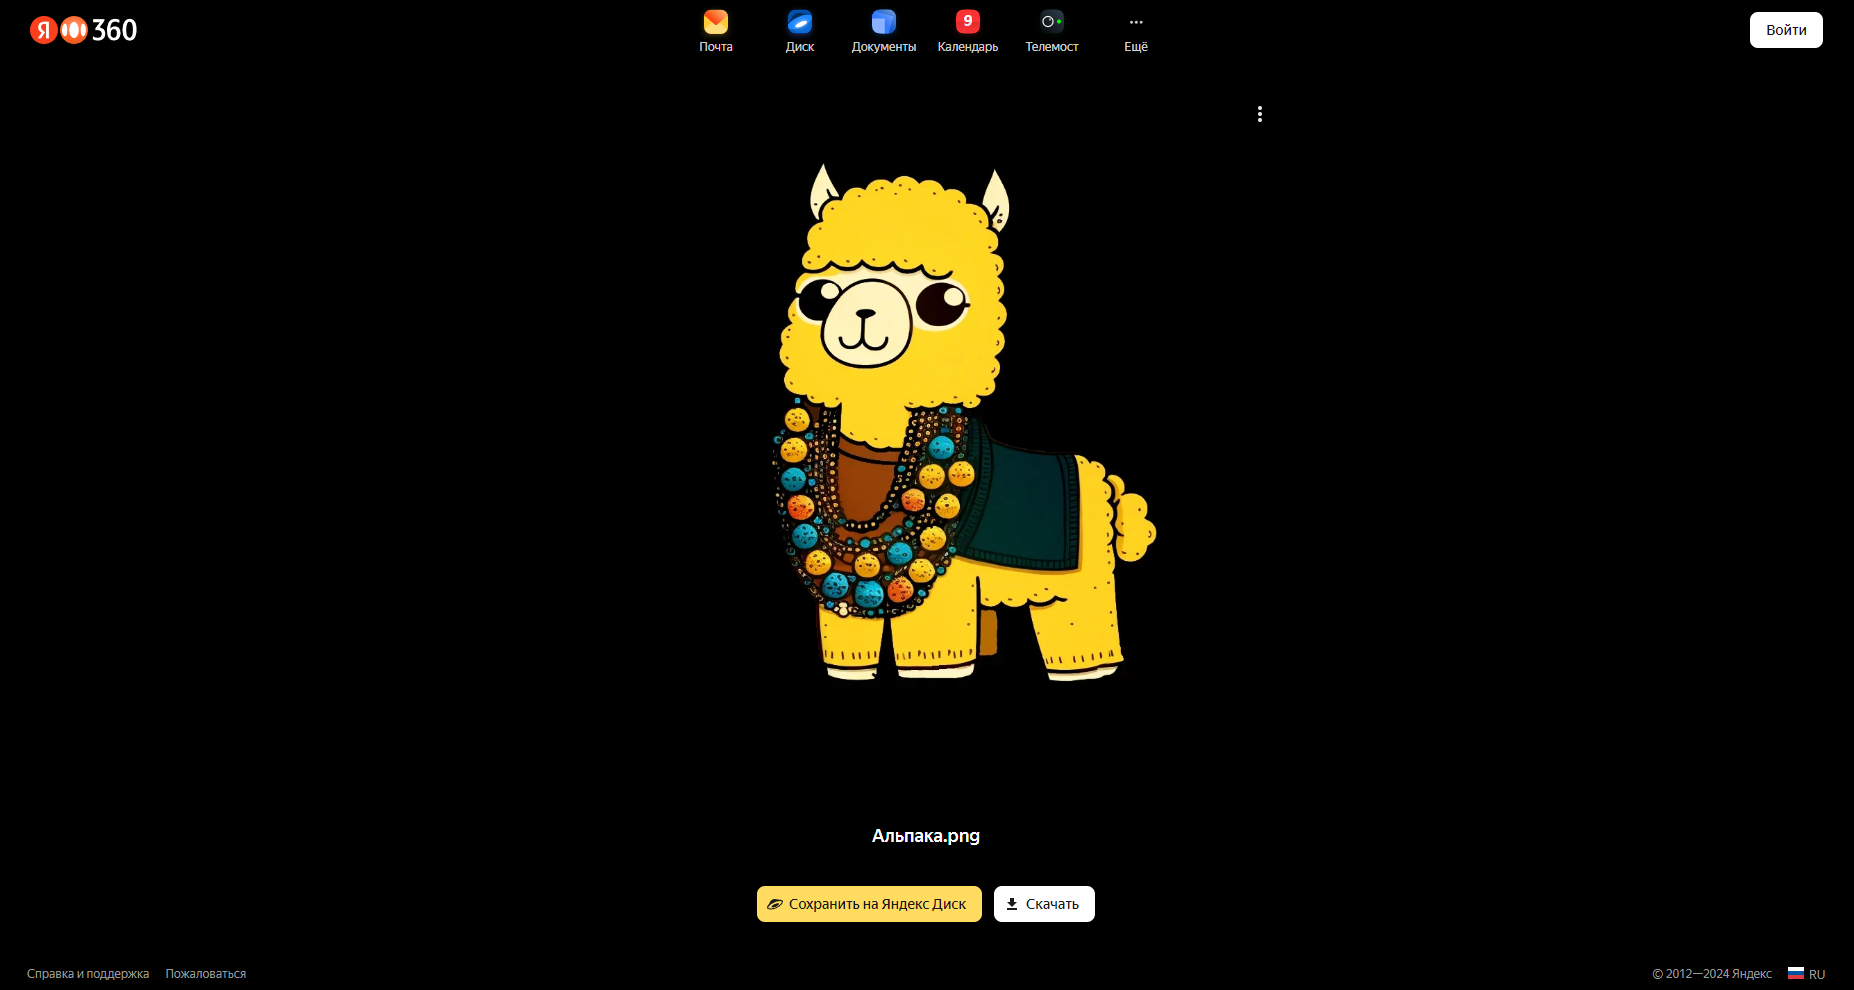 Я 360
Почта
Диск
Документы
9
Календарь
Телемост
Ещё
Войти
Альпака.png
Сохранить на Яндекс Диск
Скачать
Справка и поддержка
Пожаловаться
© 2012—2024 Яндекс
RU